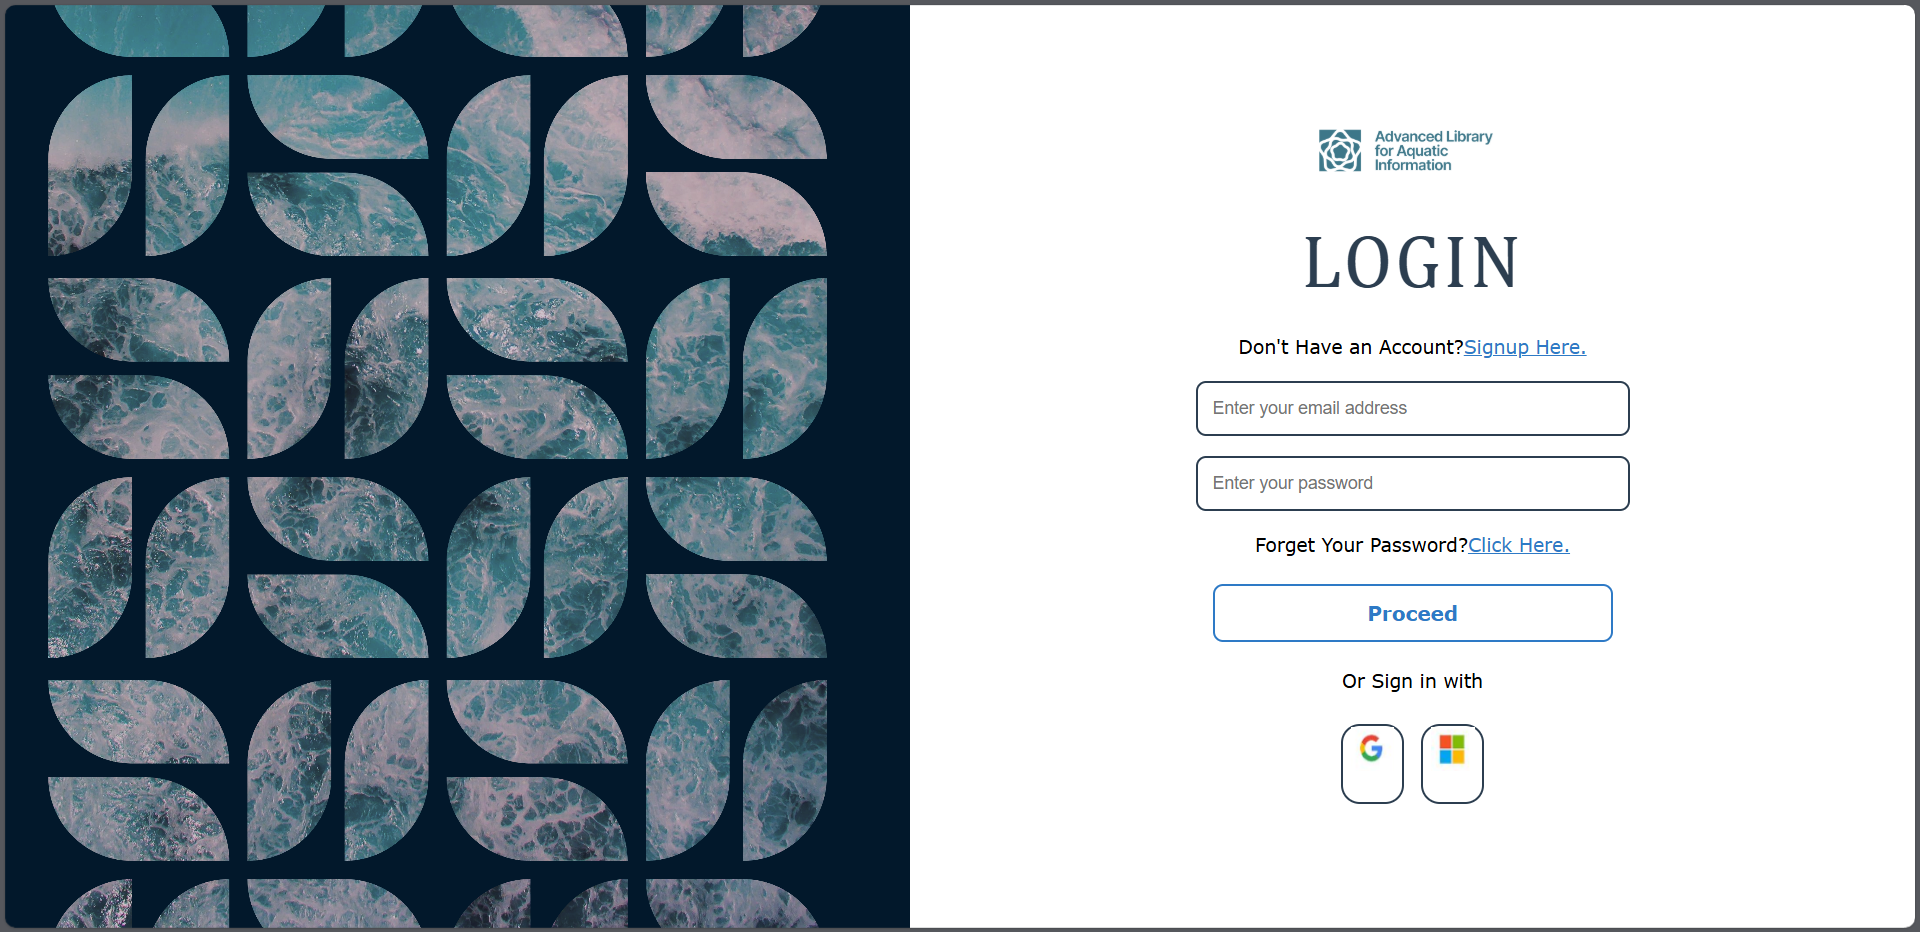 Advanced Library
for Aquatic
Information
LOGIN
Don't Have an Account?Signup Here.
Enter your email address
Enter your password
Forget Your Password?Click Here.
Proceed
Or Sign in with